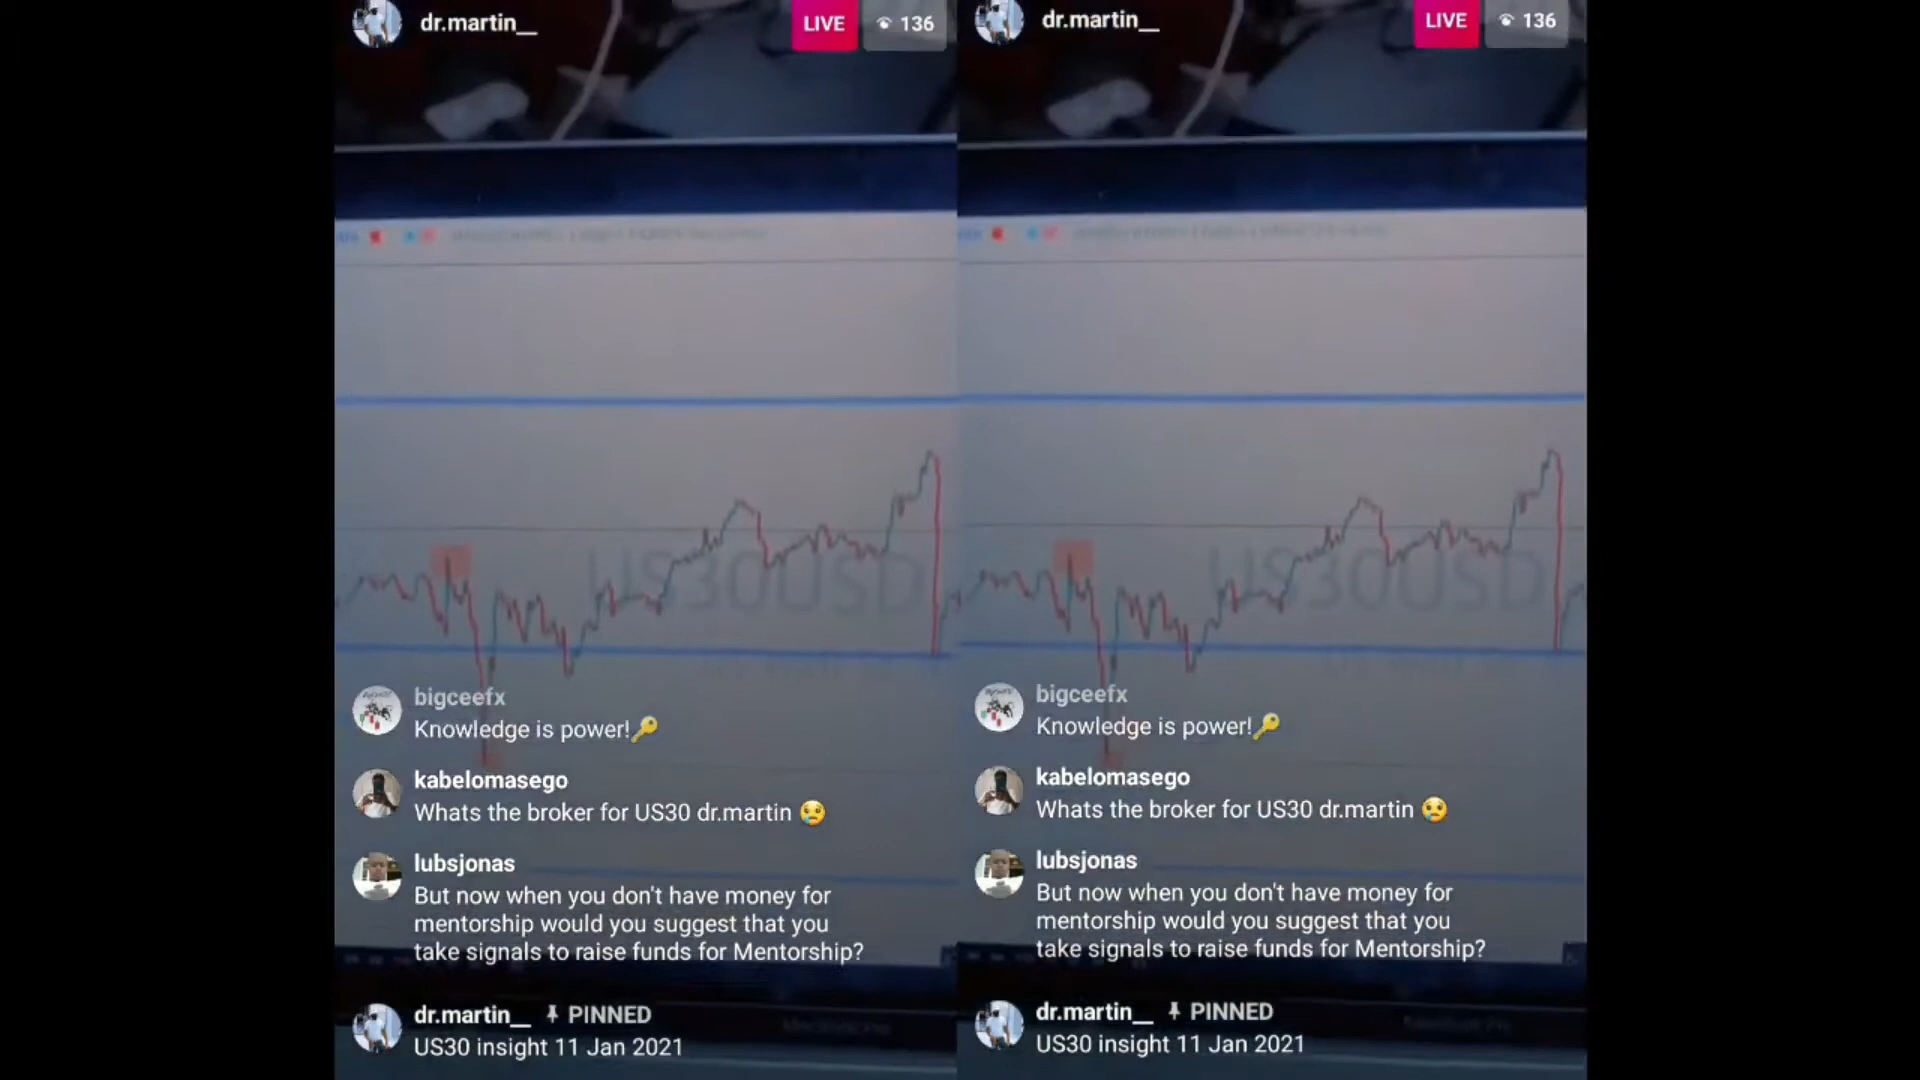 dr.martin__
LIVE
136
US30USD
bigceefx
Knowledge is power!🔑
kabelomasego
Whats the broker for US30 dr.martin 😢
lubsjonas
But now when you don't have money for
mentorship would you suggest that you
take signals to raise funds for Mentorship?
dr.martin__ PINNED
US30 insight 11 Jan 2021
dr.martin__
LIVE
136
US30USD
bigceefx
Knowledge is power!🔑
kabelomasego
Whats the broker for US30 dr.martin 😢
lubsjonas
But now when you don't have money for
mentorship would you suggest that you
take signals to raise funds for Mentorship?
dr.martin__ PINNED
US30 insight 11 Jan 2021